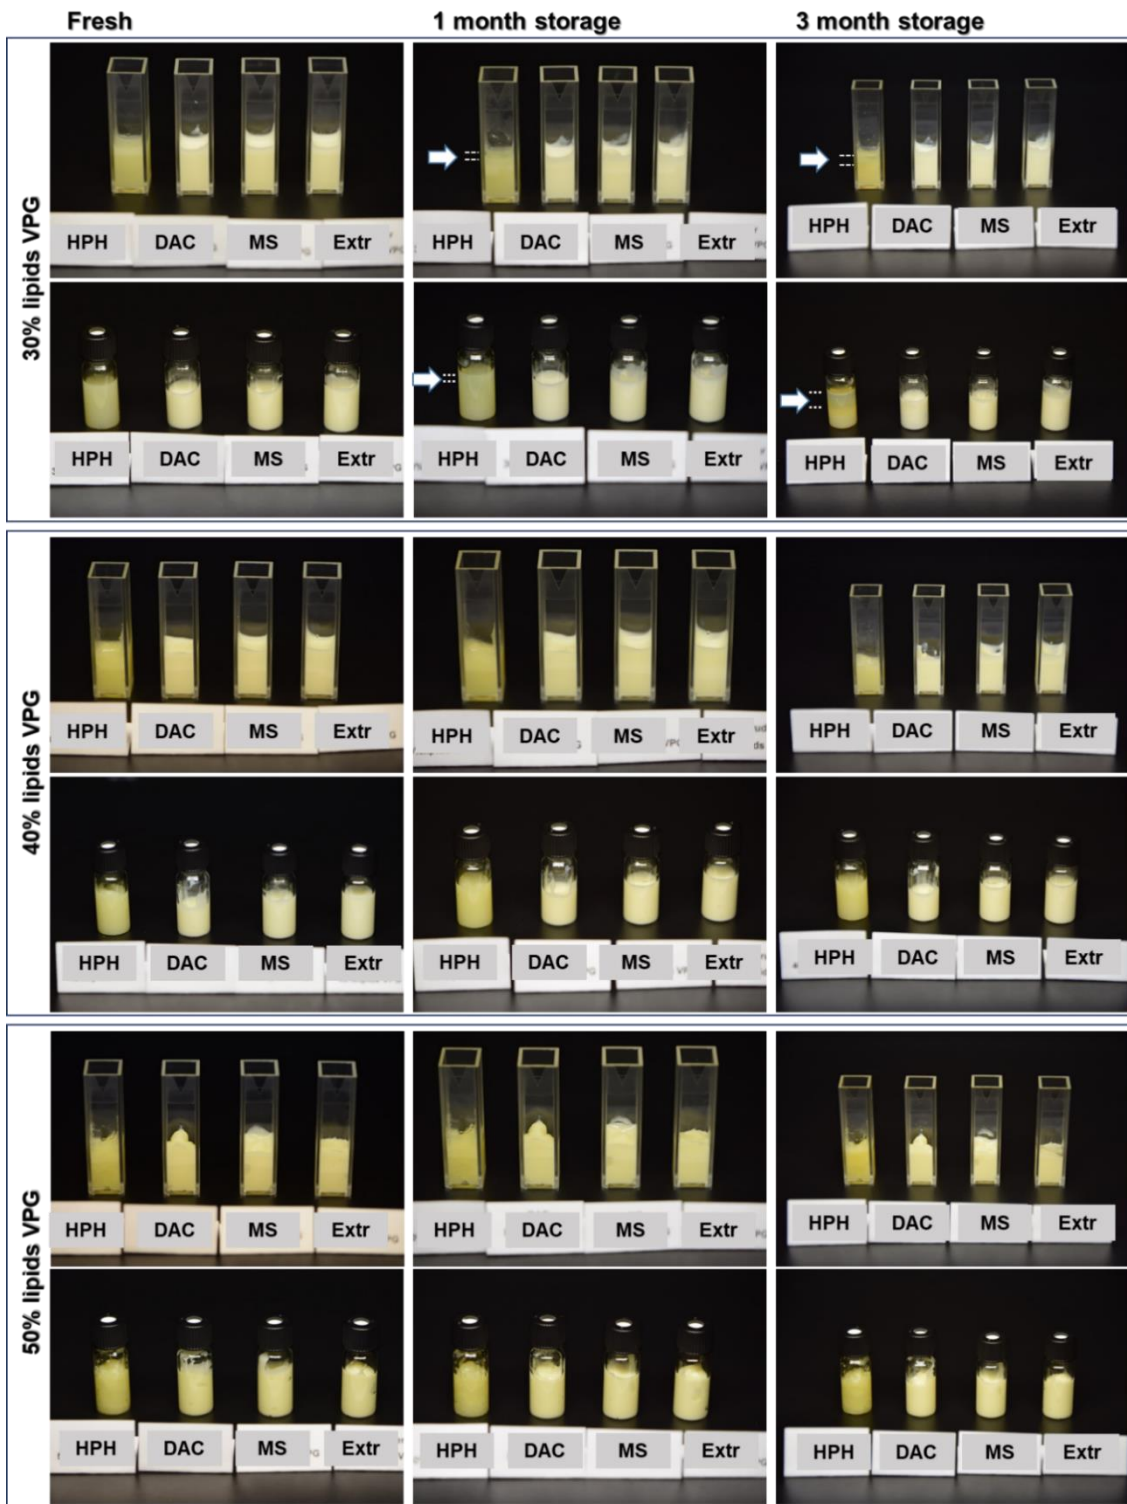 Fresh
1 month storage
3 month storage
30% lipids VPG
HPH DAC MS Extr
HPH DAC MS Extr
HPH DAC MS Extr
HPH DAC MS Extr
HPH DAC MS Extr
HPH DAC MS Extr
40% lipids VPG
HPH DAC MS Extr
HPH DAC MS Extr
HPH DAC MS Extr
HPH DAC MS Extr
HPH DAC MS Extr
HPH DAC MS Extr
50% lipids VPG
HPH DAC MS Extr
HPH DAC MS Extr
HPH DAC MS Extr
HPH DAC MS Extr
HPH DAC MS Extr
HPH DAC MS Extr